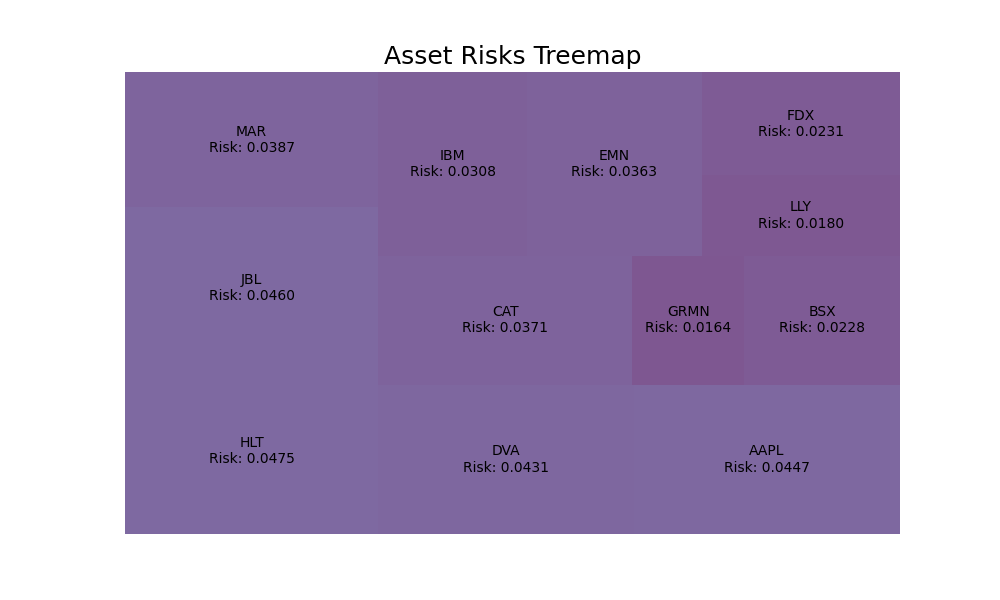 Asset Risks Treemap
MAR
Risk: 0.0387
IBM
Risk: 0.0308
EMN
Risk: 0.0363
FDX
Risk: 0.0231
LLY
Risk: 0.0180
JBL
Risk: 0.0460
CAT
Risk: 0.0371
GRMN
Risk: 0.0164
BSX
Risk: 0.0228
HLT
Risk: 0.0475
DVA
Risk: 0.0431
AAPL
Risk: 0.0447